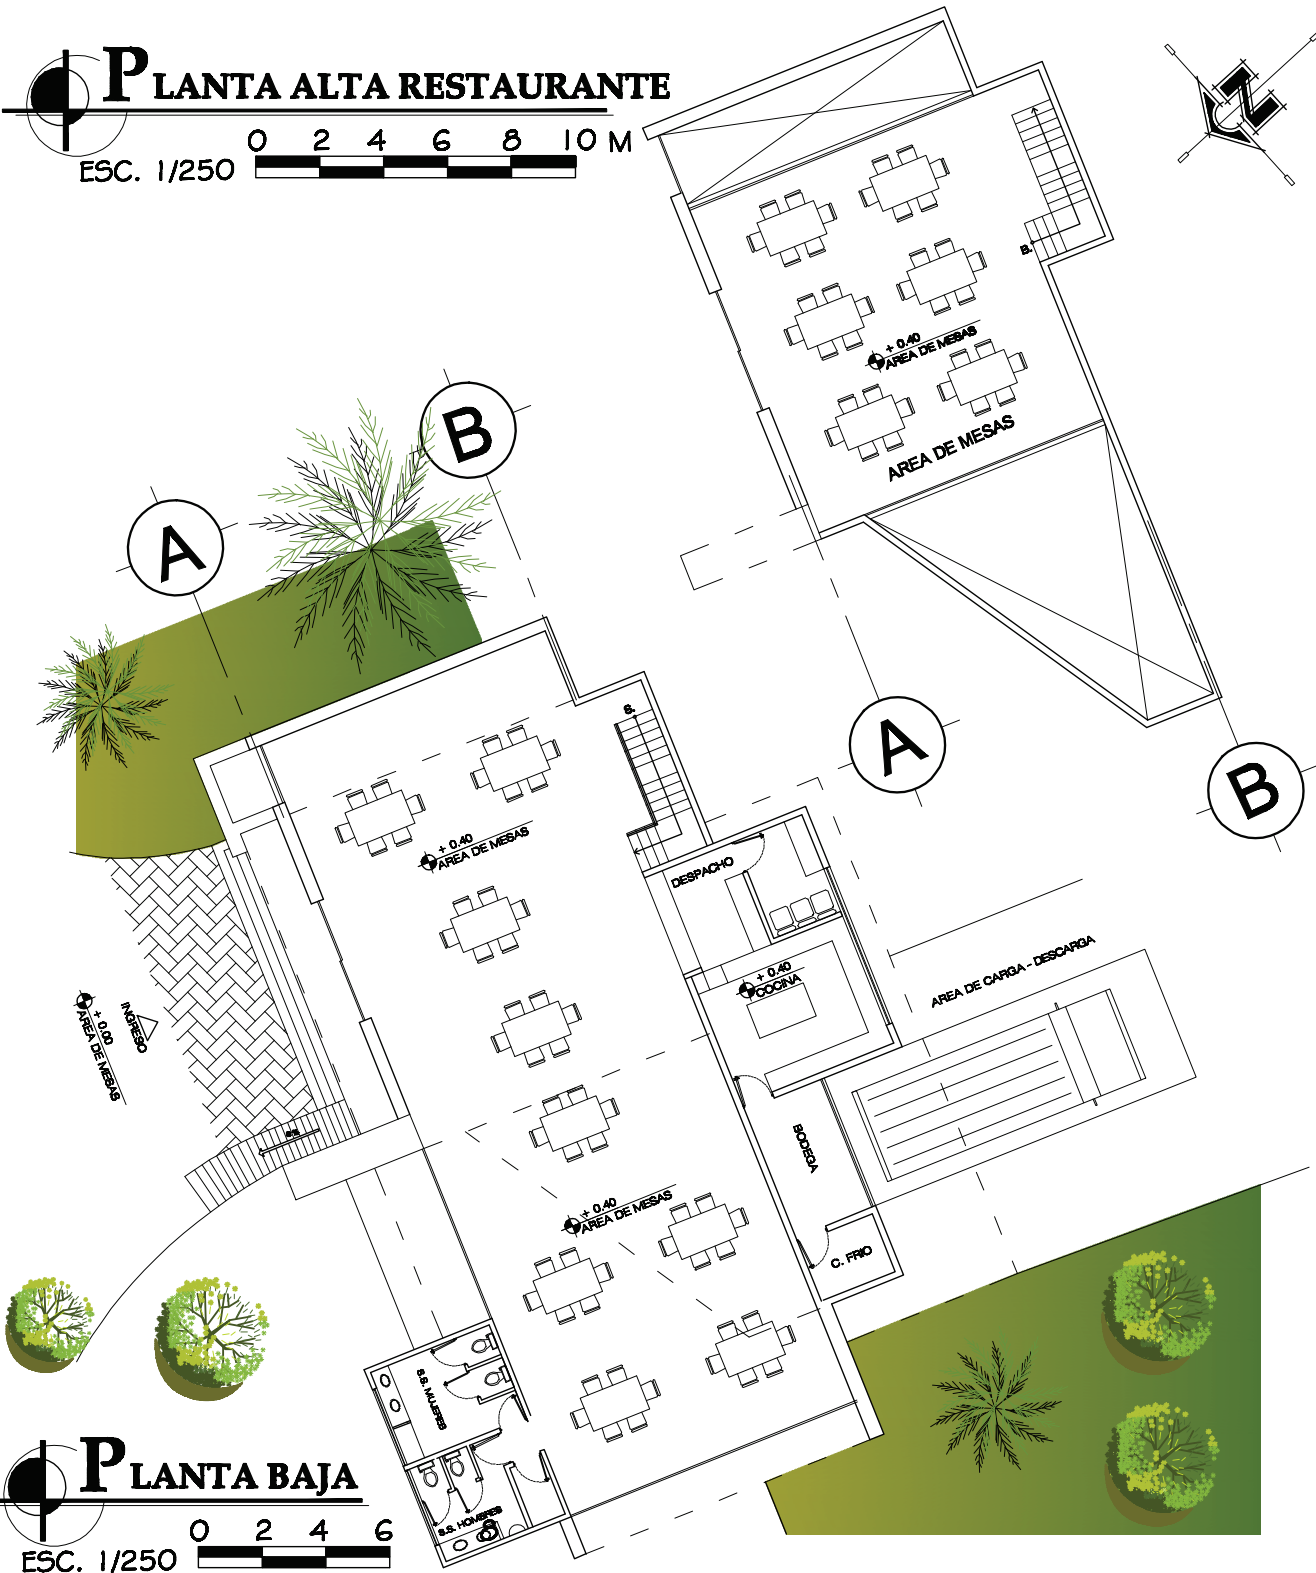 PLANTA ALTA RESTAURANTE
0 2 4 6 8 10 M
ESC. 1/250
B.
+ 0.40
AREA DE MESAS
AREA DE MESAS
B
A
A
B
S.
+ 0.40
AREA DE MESAS
DESPACHO
+ 0.40
COCINA
AREA DE CARGA - DESCARGA
INGRESO
+ 0.00
AREA DE MESAS
BODEGA
+ 0.40
AREA DE MESAS
C. FRIO
S.S. MUJERES
S.S. HOMBRES
PLANTA BAJA
0 2 4 6
ESC. 1/250